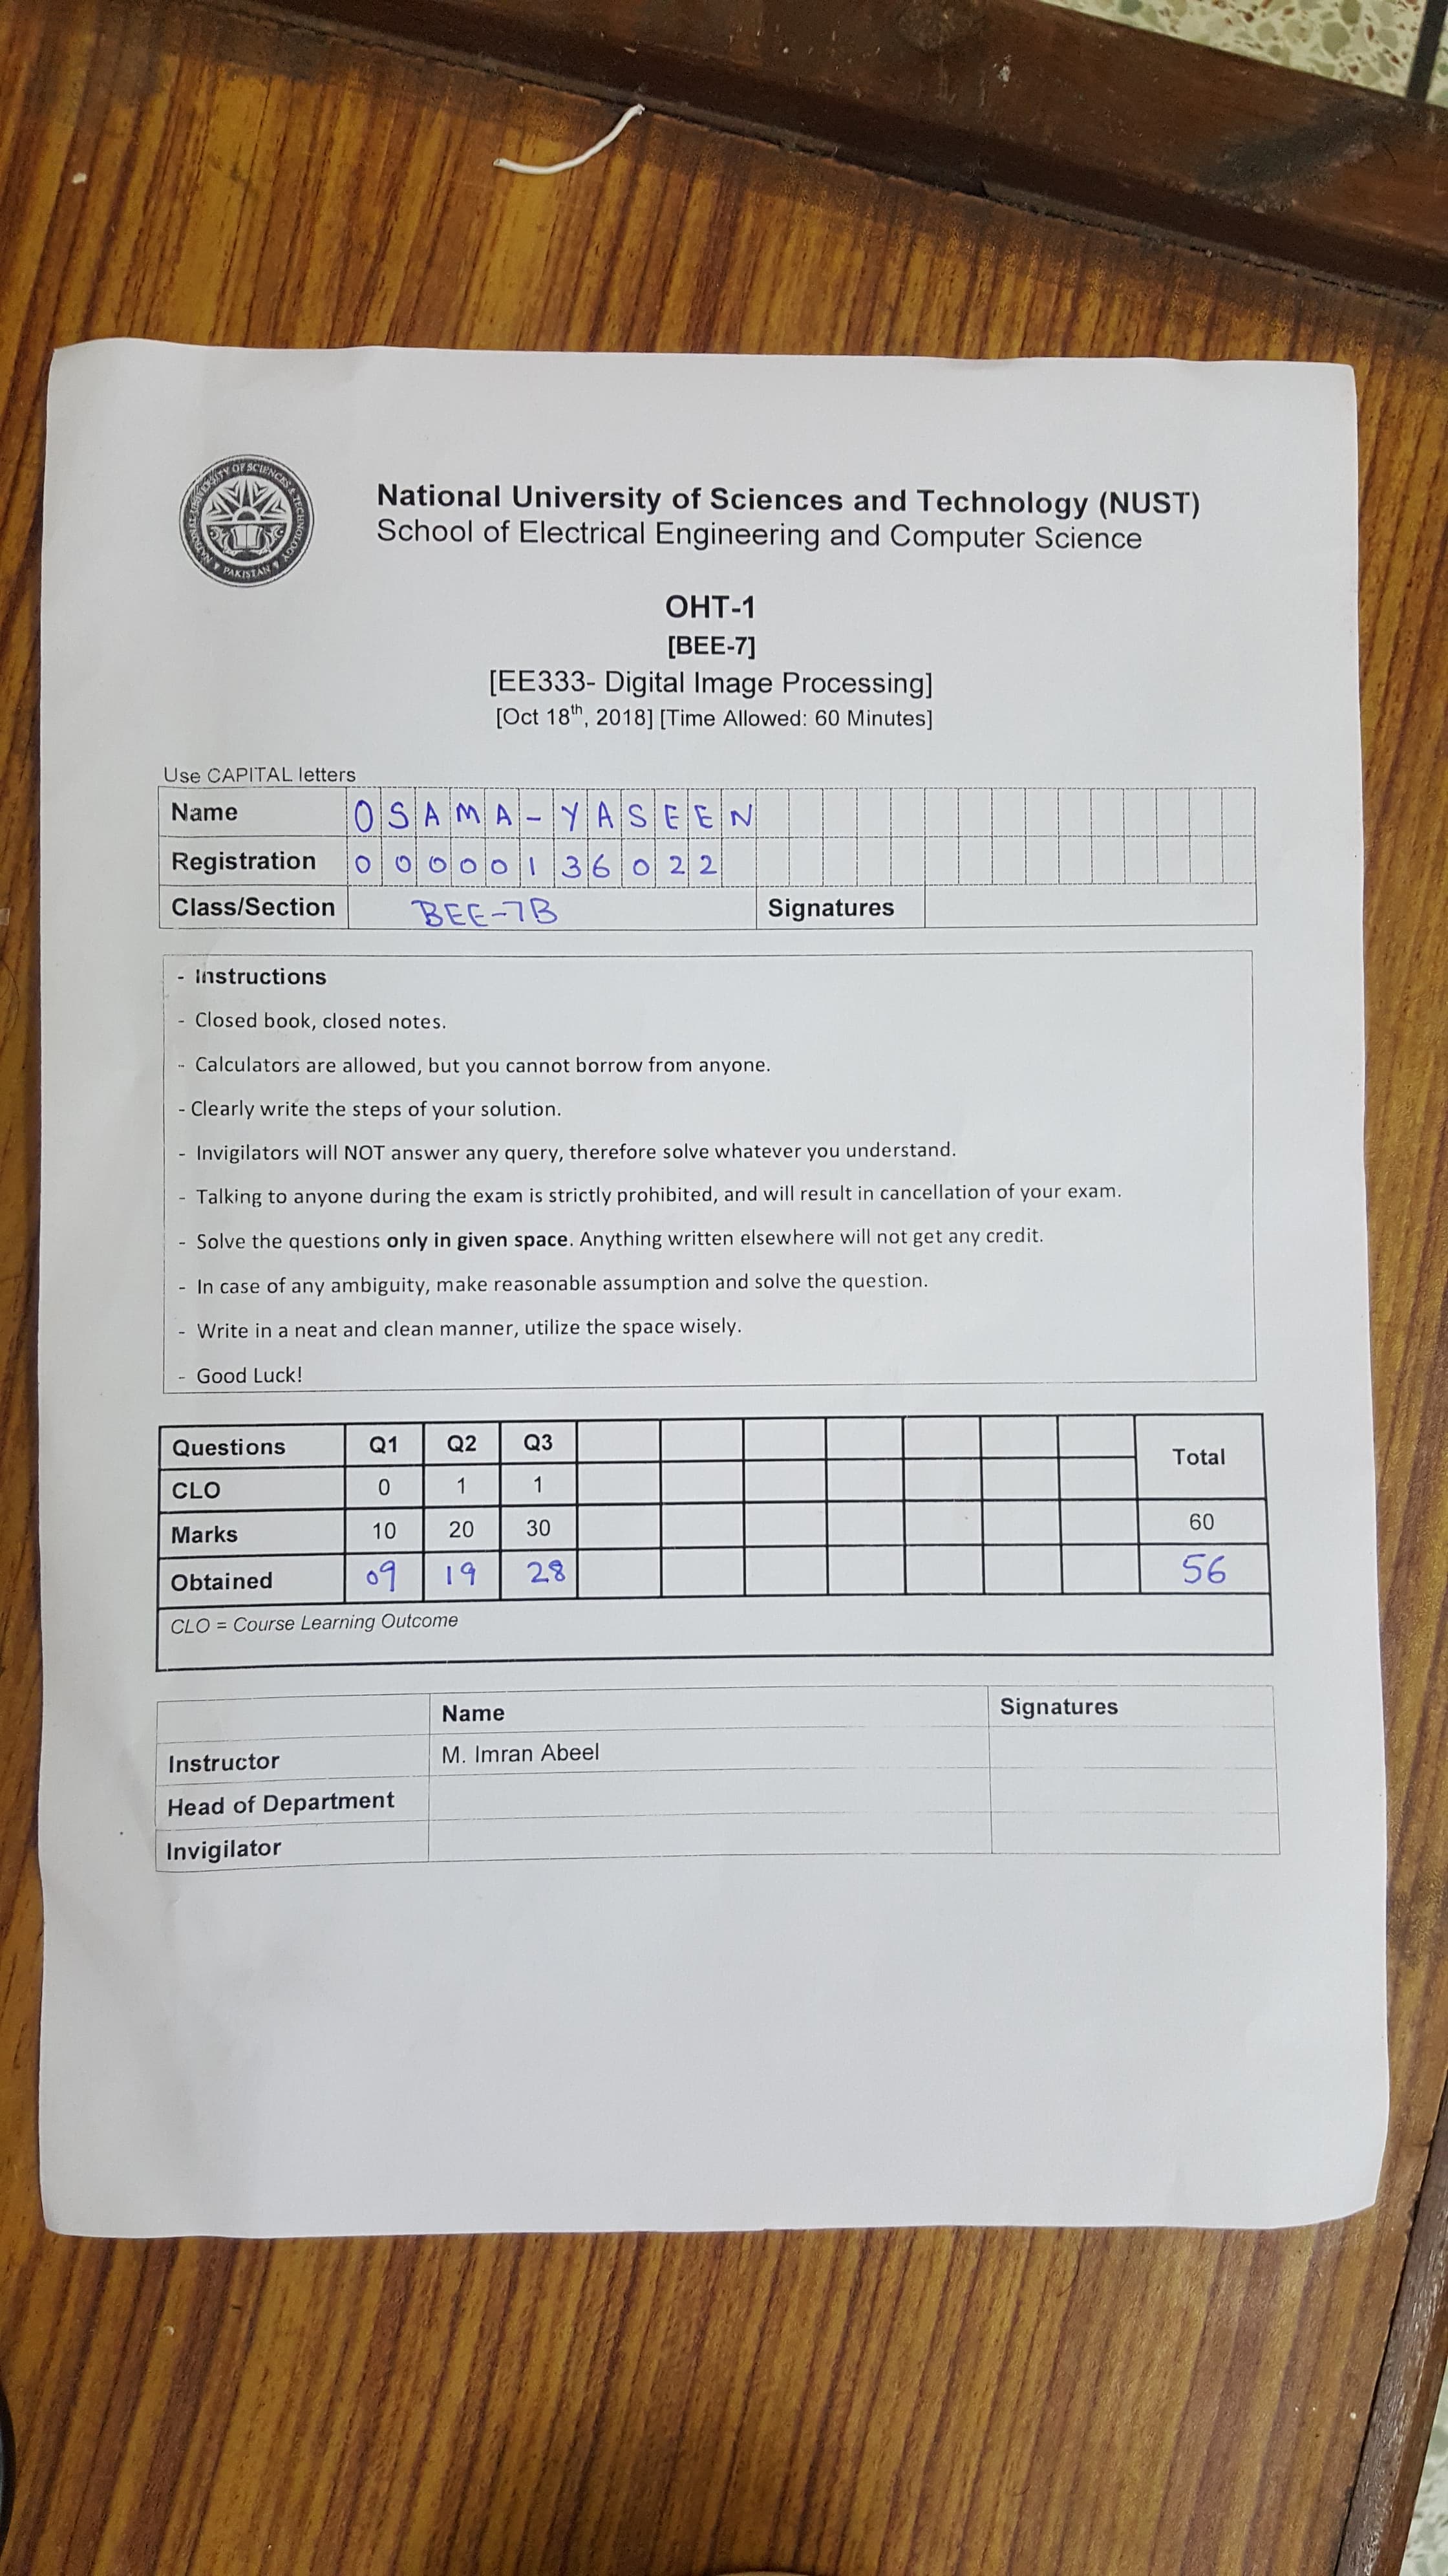 NATIONAL UNIVERSITY OF SCIENCES & TECHNOLOGY
PAKISTAN
National University of Sciences and Technology (NUST)
School of Electrical Engineering and Computer Science
OHT-1
[BEE-7]
[EE333- Digital Image Processing]
[Oct 18th, 2018] [Time Allowed: 60 Minutes]
Use CAPITAL letters
Name OSAMA-YASEEN
Registration 00000136022
Class/Section BEE-7B Signatures
- Instructions
- Closed book, closed notes.
- Calculators are allowed, but you cannot borrow from anyone.
- Clearly write the steps of your solution.
- Invigilators will NOT answer any query, therefore solve whatever you understand.
- Talking to anyone during the exam is strictly prohibited, and will result in cancellation of your exam.
- Solve the questions only in given space. Anything written elsewhere will not get any credit.
- In case of any ambiguity, make reasonable assumption and solve the question.
- Write in a neat and clean manner, utilize the space wisely.
- Good Luck!
Questions Q1 Q2 Q3 Total
CLO 0 1 1
Marks 10 20 30 60
Obtained 09 19 28 56
CLO = Course Learning Outcome
Name Signatures
Instructor M. Imran Abeel
Head of Department
Invigilator